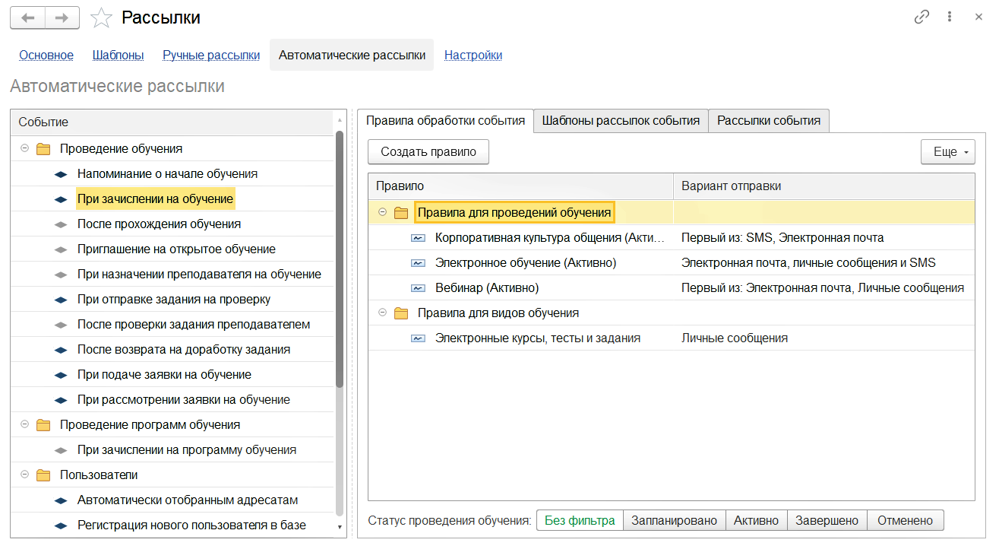 Рассылки
Основное Шаблоны Ручные рассылки Автоматические рассылки Настройки
Автоматические рассылки
Событие
Проведение обучения
Напоминание о начале обучения
При зачислении на обучение
После прохождения обучения
Приглашение на открытое обучение
При назначении преподавателя на обучение
При отправке задания на проверку
После проверки задания преподавателем
После возврата на доработку задания
При подаче заявки на обучение
При рассмотрении заявки на обучение
Проведение программ обучения
При зачислении на программу обучения
Пользователи
Автоматически отобранным адресатам
Регистрация нового пользователя в базе
Правила обработки события Шаблоны рассылок события Рассылки события
Создать правило Еще
Правило Вариант отправки
Правила для проведений обучения
Корпоративная культура общения (Акти... Первый из: SMS, Электронная почта
Электронное обучение (Активно) Электронная почта, личные сообщения и SMS
Вебинар (Активно) Первый из: Электронная почта, Личные сообщения
Правила для видов обучения
Электронные курсы, тесты и задания Личные сообщения
Статус проведения обучения: Без фильтра Запланировано Активно Завершено Отменено